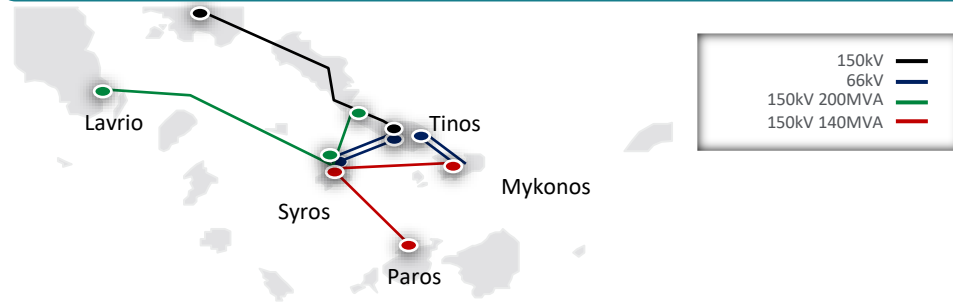 150kV
66kV
150kV 200MVA
150kV 140MVA
Lavrio
Tinos
Mykonos
Syros
Paros